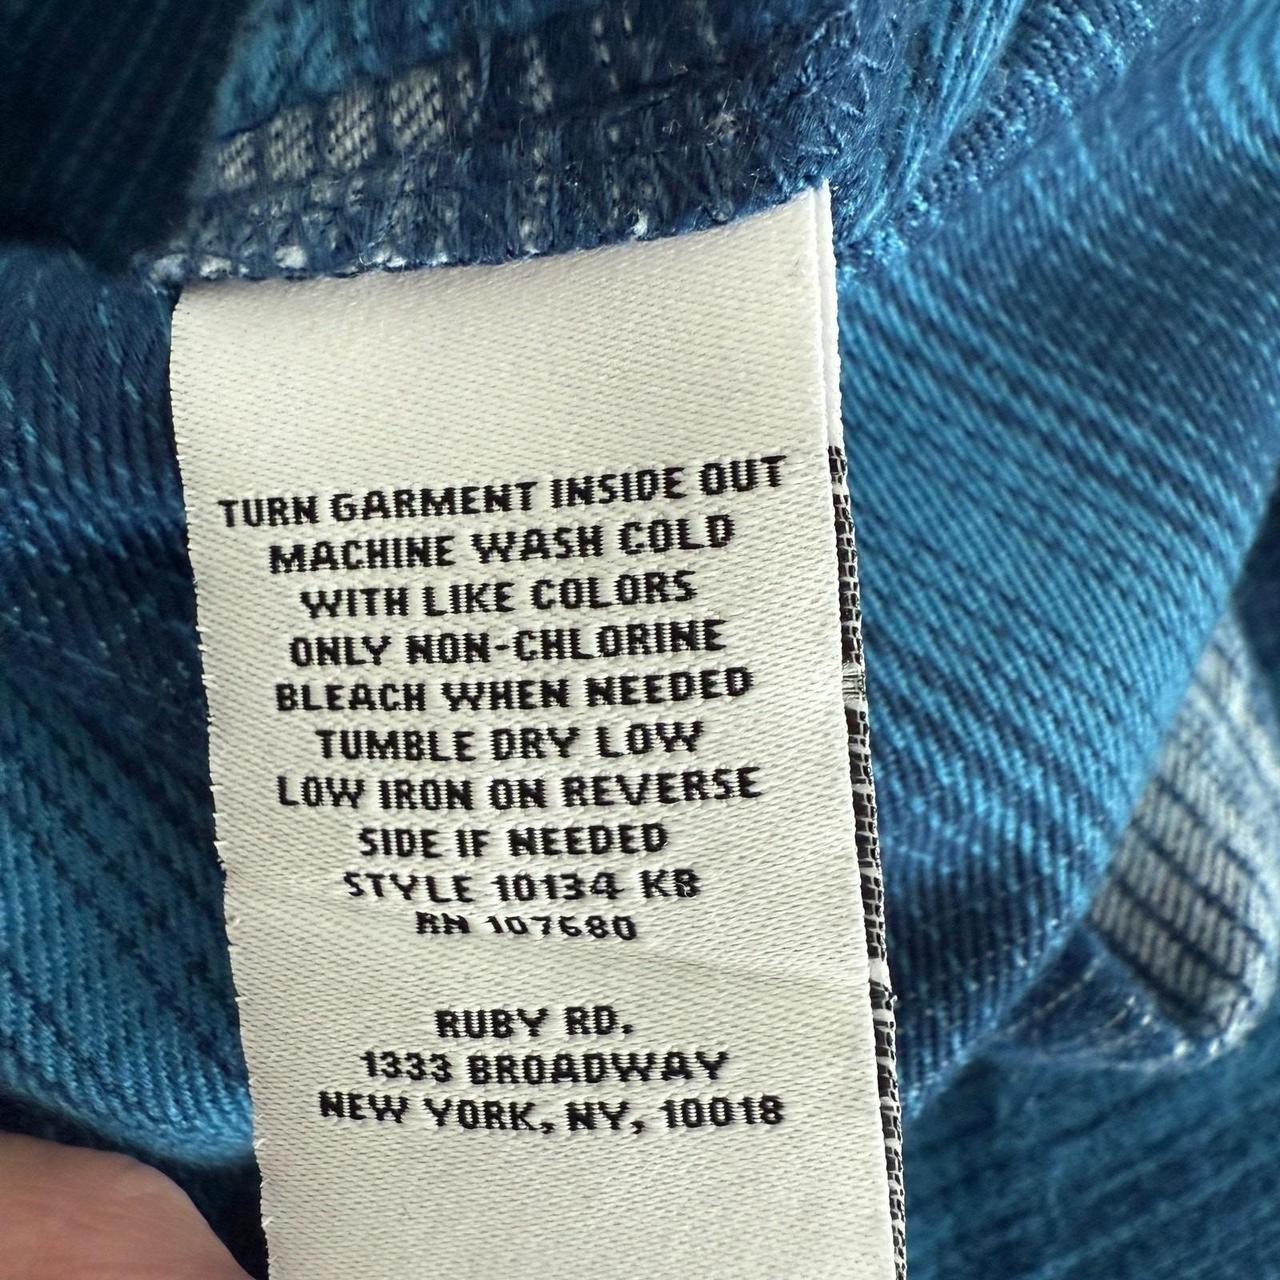 TURN GARMENT INSIDE OUT
MACHINE WASH COLD
WITH LIKE COLORS
ONLY NON-CHLORINE
BLEACH WHEN NEEDED
TUMBLE DRY LOW
LOW IRON ON REVERSE
SIDE IF NEEDED
STYLE 10134 KB
RN 107680
RUBY RD.
1333 BROADWAY
NEW YORK, NY, 10018